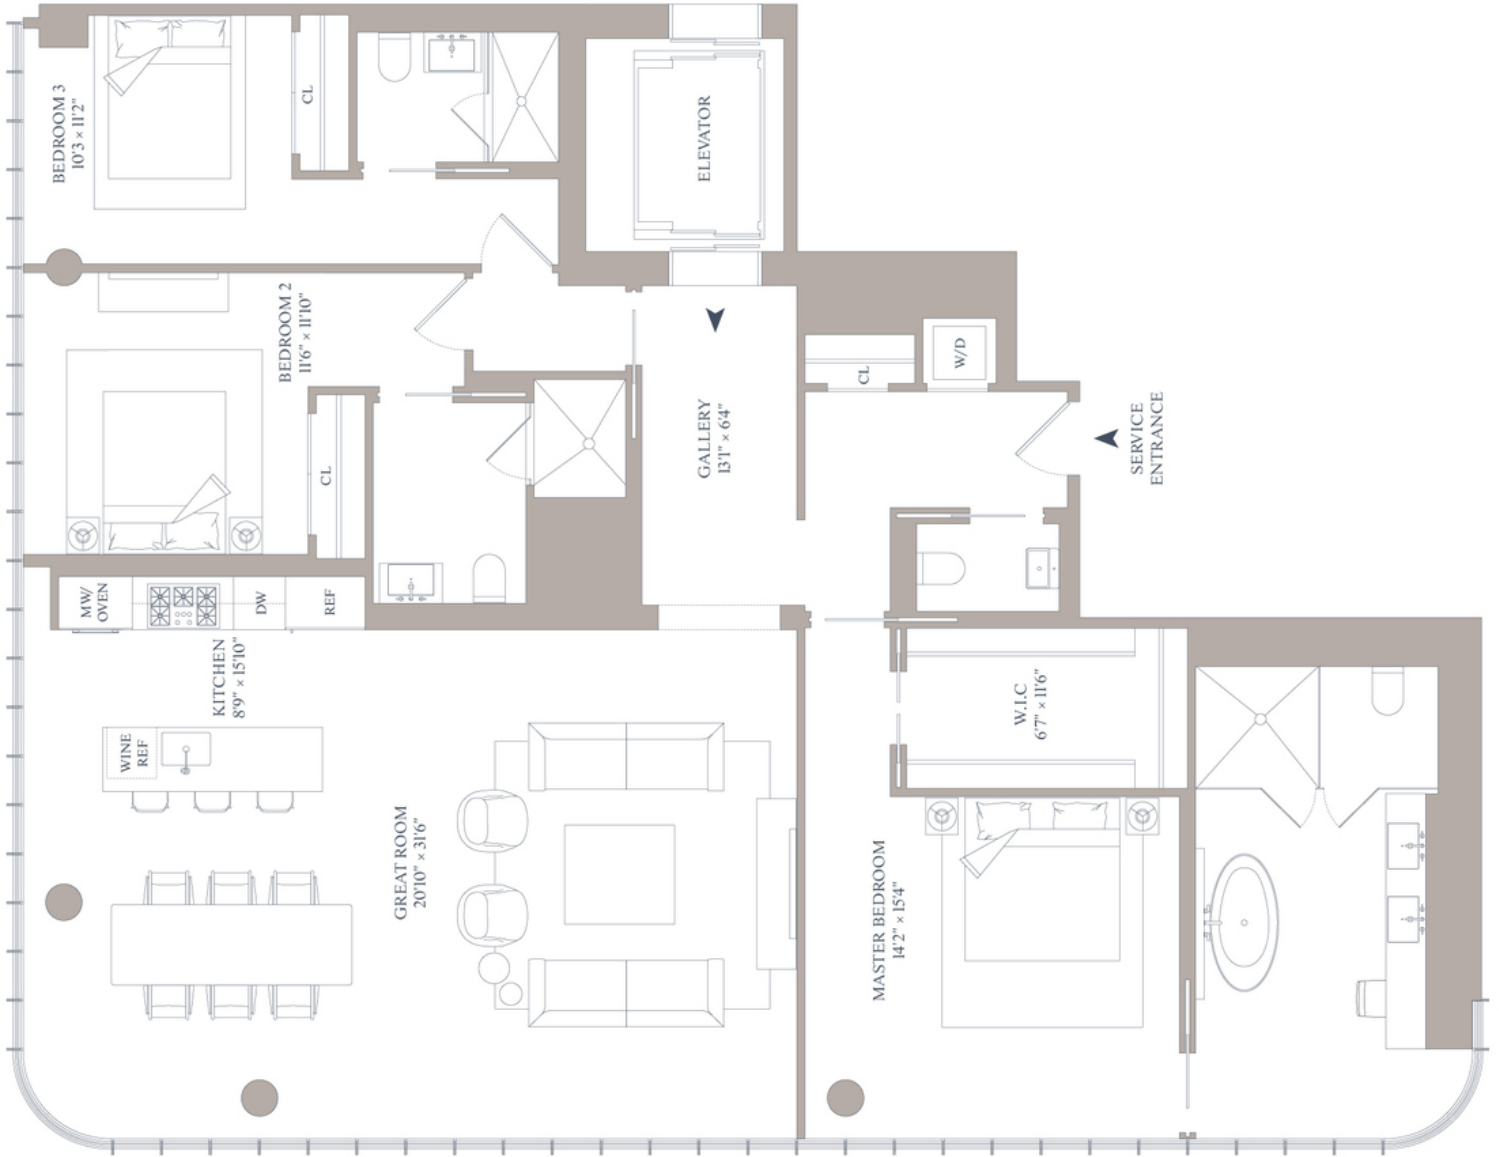 BEDROOM 3
10'3 × 11'2"
CL
ELEVATOR
BEDROOM 2
11'6" × 11'10"
CL
GALLERY
13'1" × 6'4"
CL
W/D
SERVICE
ENTRANCE
MW/
OVEN
DW
REF
KITCHEN
8'9" × 15'10"
WINE
REF
GREAT ROOM
20'10" × 31'6"
W.I.C
6'7" × 11'6"
MASTER BEDROOM
14'2" × 15'4"